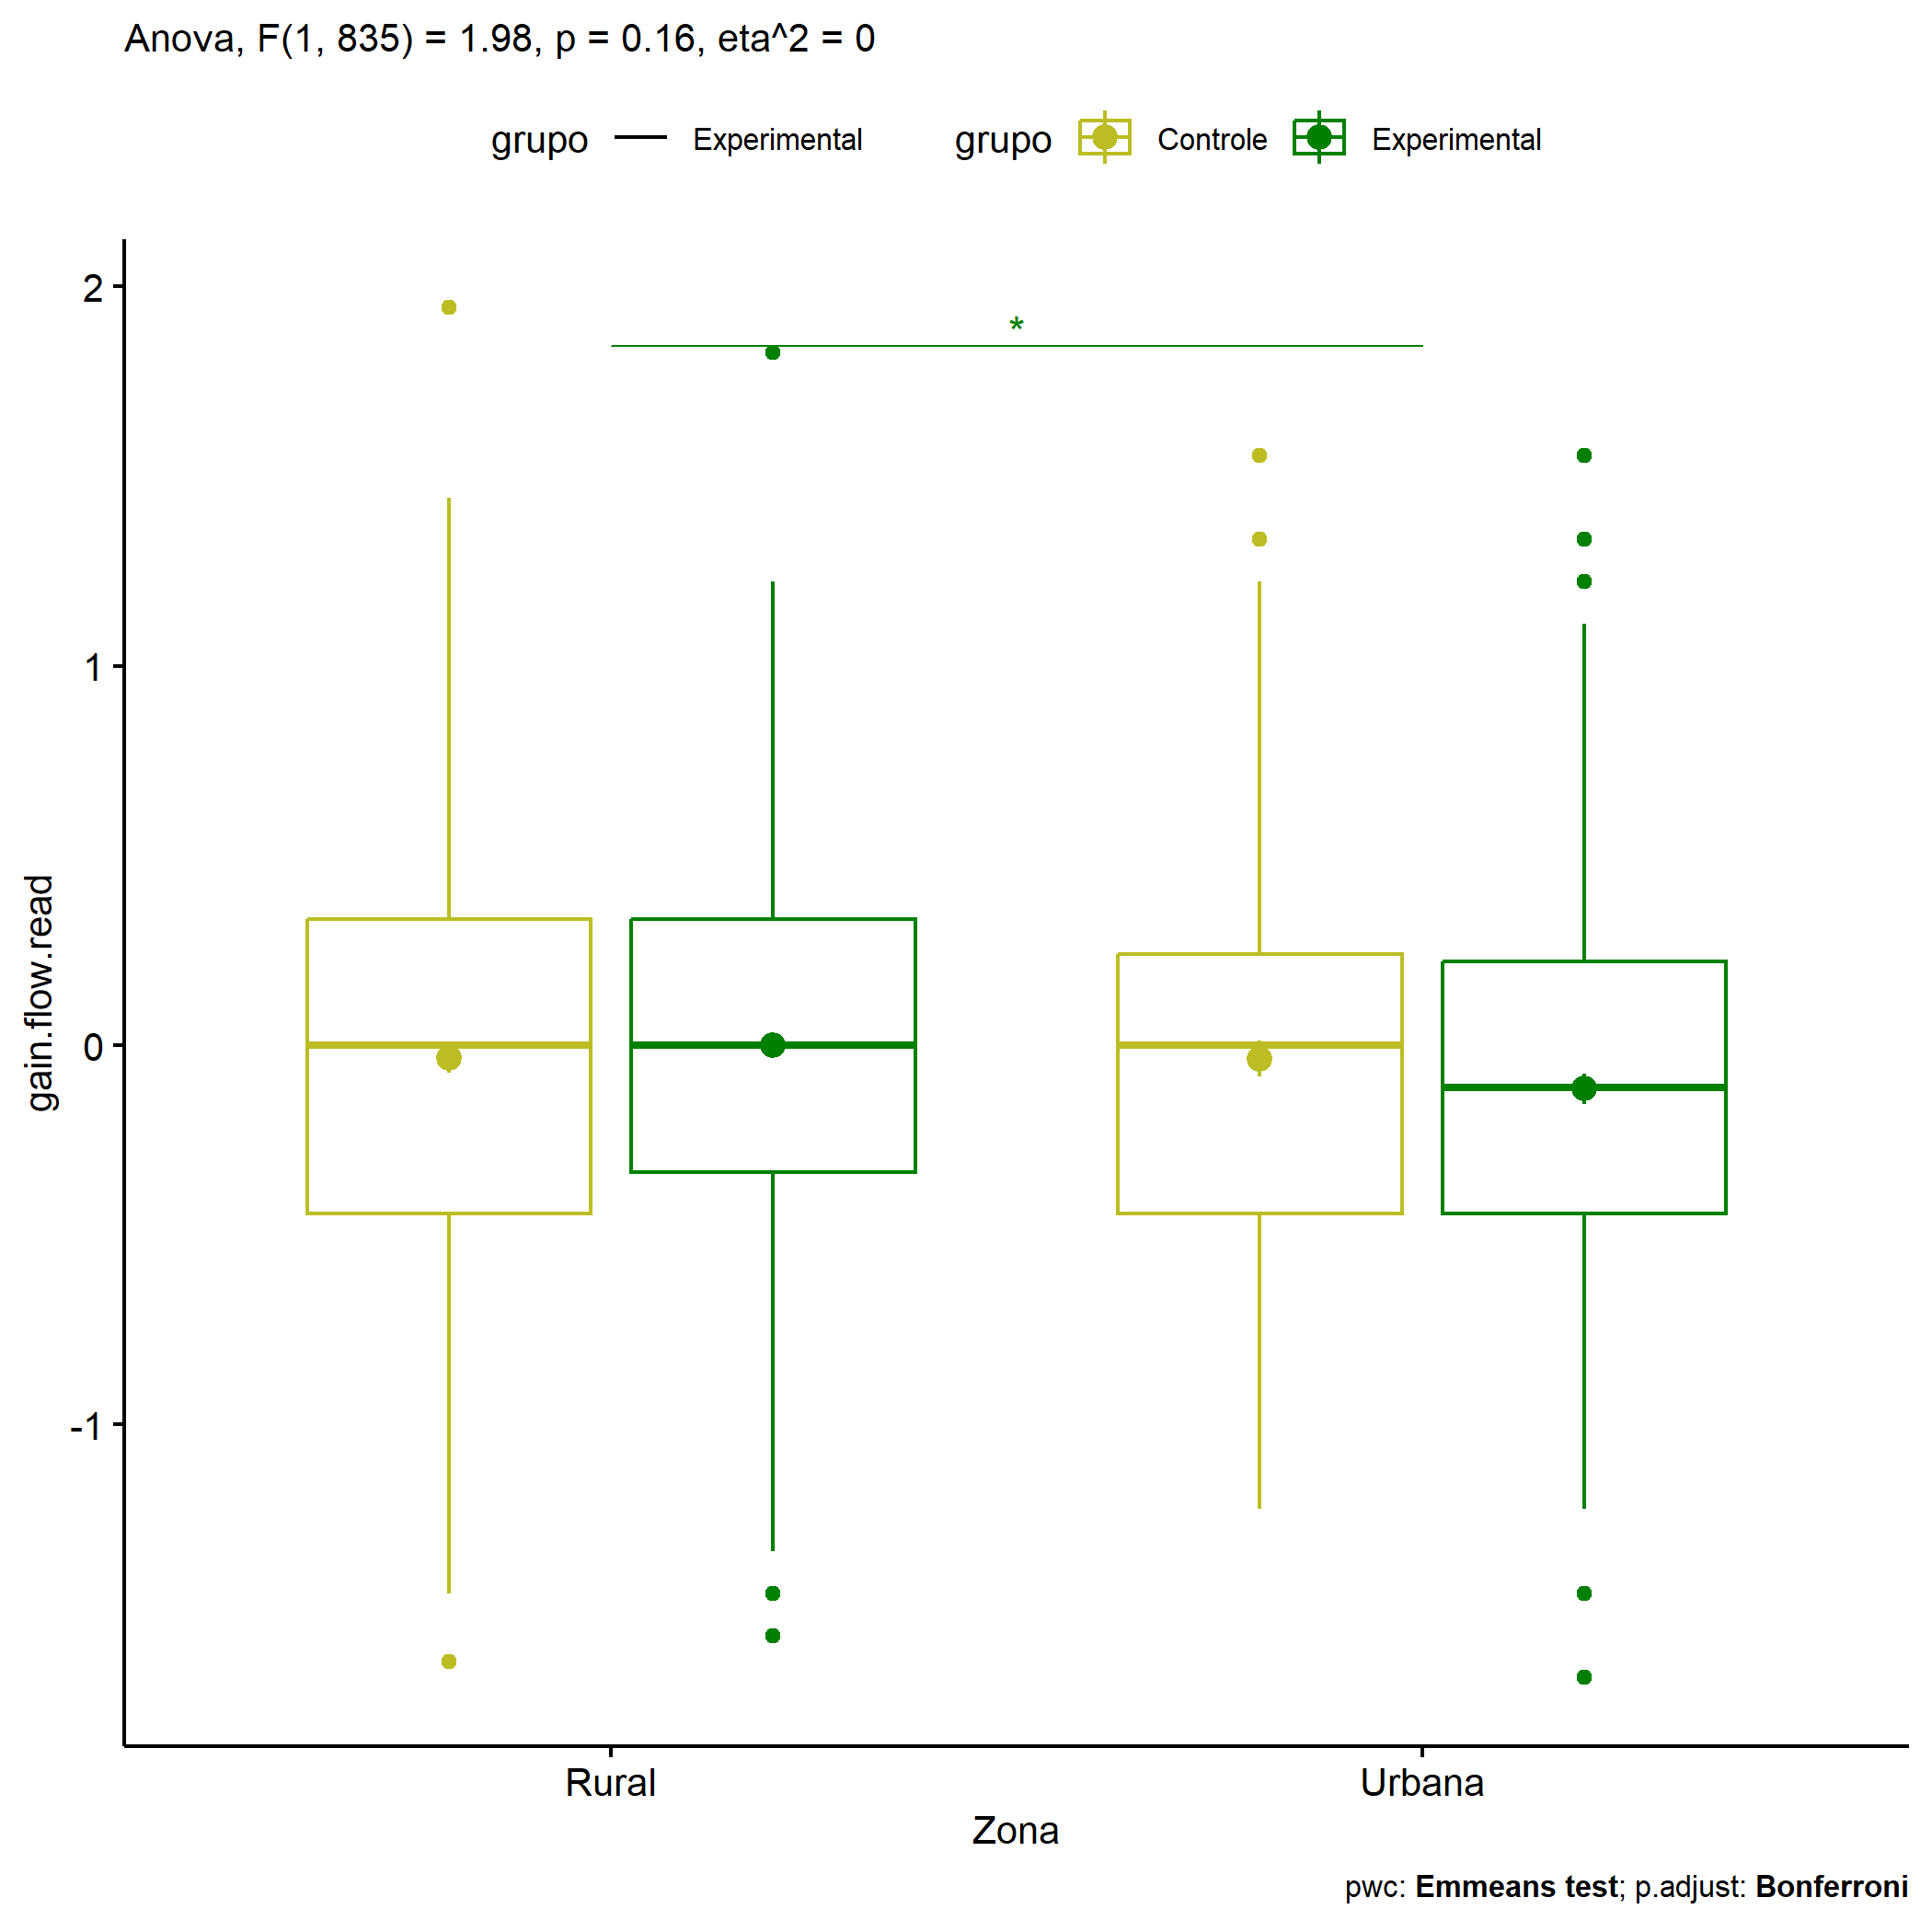 Anova, F(1, 835) = 1.98, p = 0.16, eta^2 = 0
grupo Experimental grupo Controle Experimental
2
*
1
0
-1
gain.flow.read
Rural Urbana
Zona
pwc: Emmeans test; p.adjust: Bonferroni